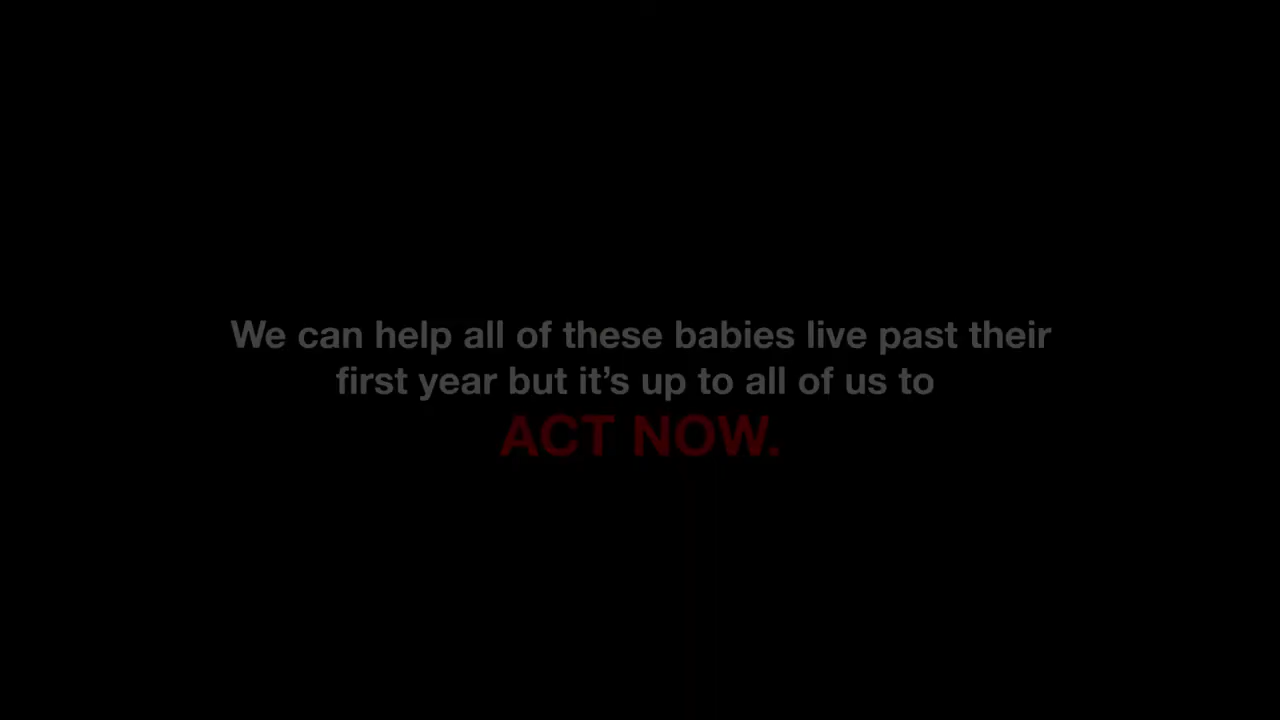 We can help all of these babies live past their
first year but it’s up to all of us to
ACT NOW.